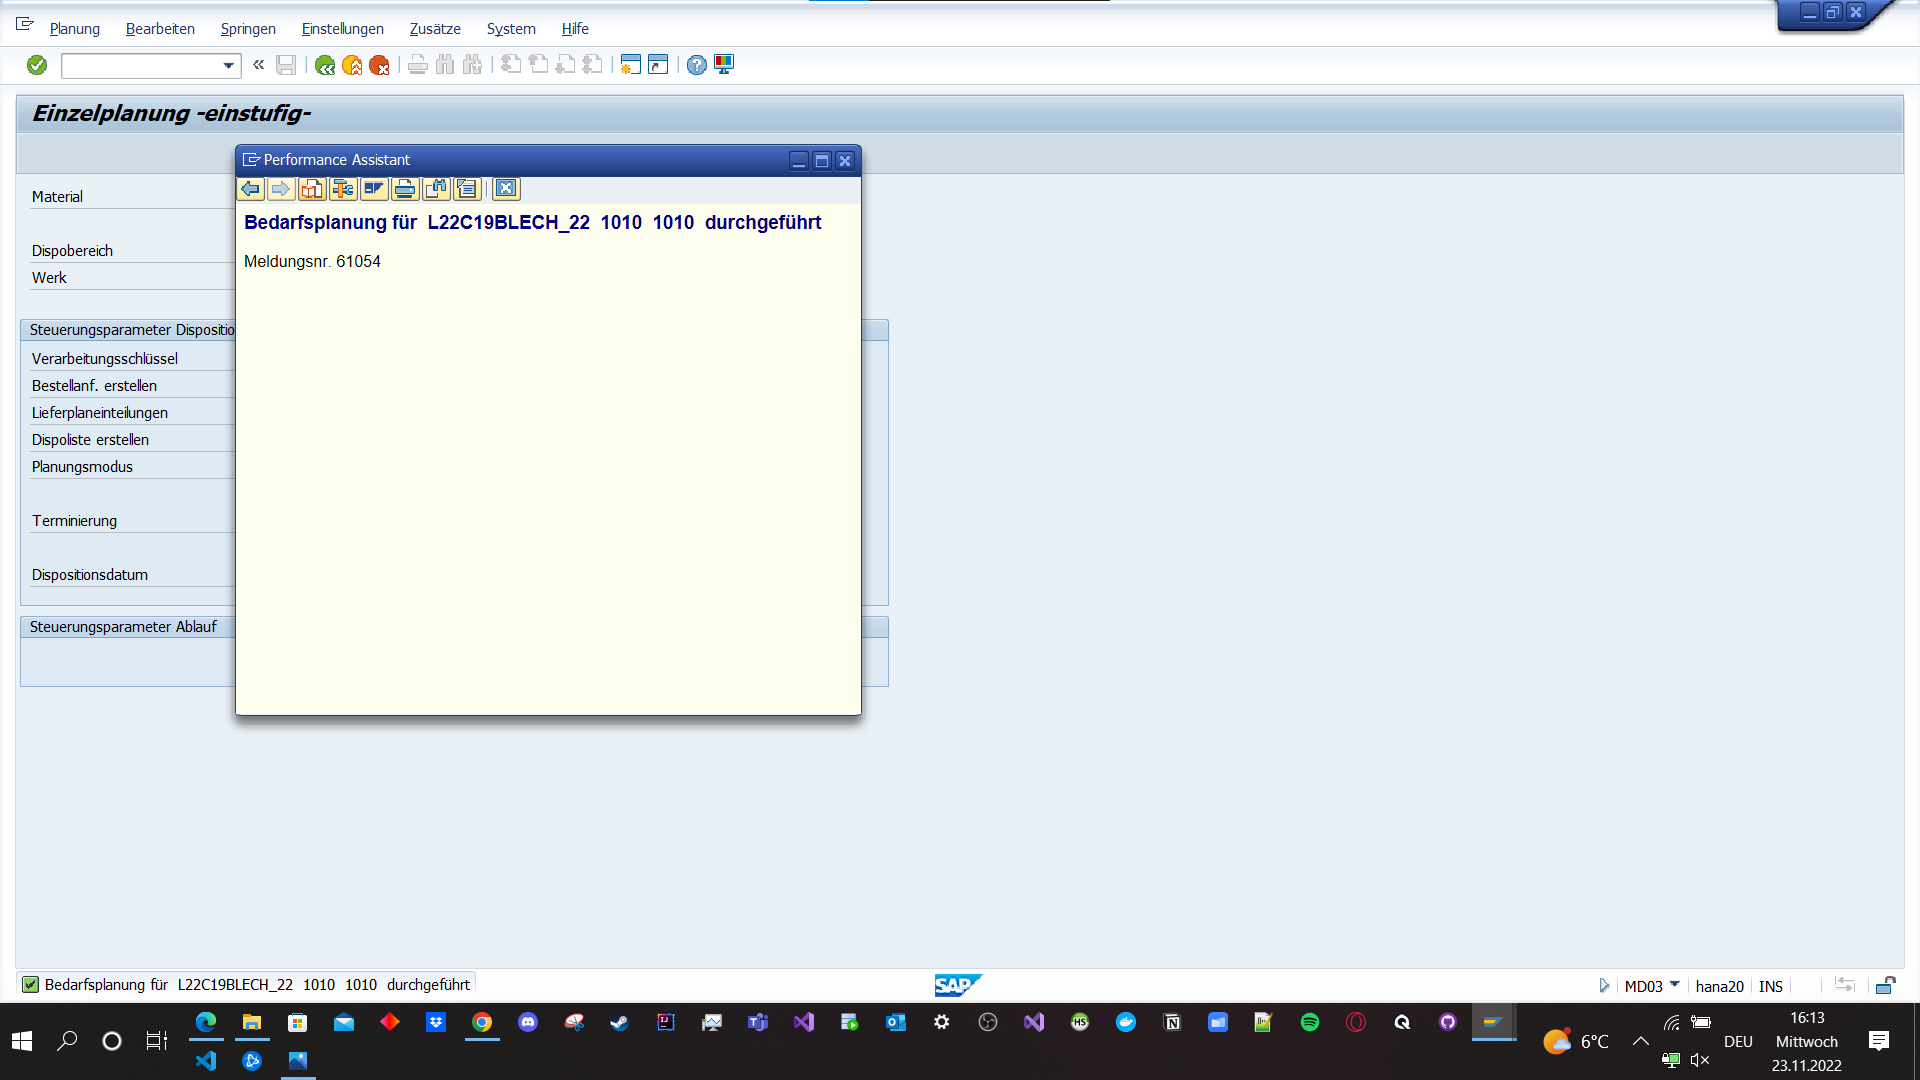 Planung Bearbeiten Springen Einstellungen Zusätze System Hilfe
Einzelplanung -einstufig-
Performance Assistant
Bedarfsplanung für L22C19BLECH_22 1010 1010 durchgeführt
Meldungsnr. 61054
Material
Dispobereich
Werk
Steuerungsparameter Dispositio
Verarbeitungsschlüssel
Bestellanf. erstellen
Lieferplaneinteilungen
Dispoliste erstellen
Planungsmodus
Terminierung
Dispositionsdatum
Steuerungsparameter Ablauf
Bedarfsplanung für L22C19BLECH_22 1010 1010 durchgeführt
SAP
MD03 hana20 INS
HS
6°C
DEU
16:13
Mittwoch
23.11.2022